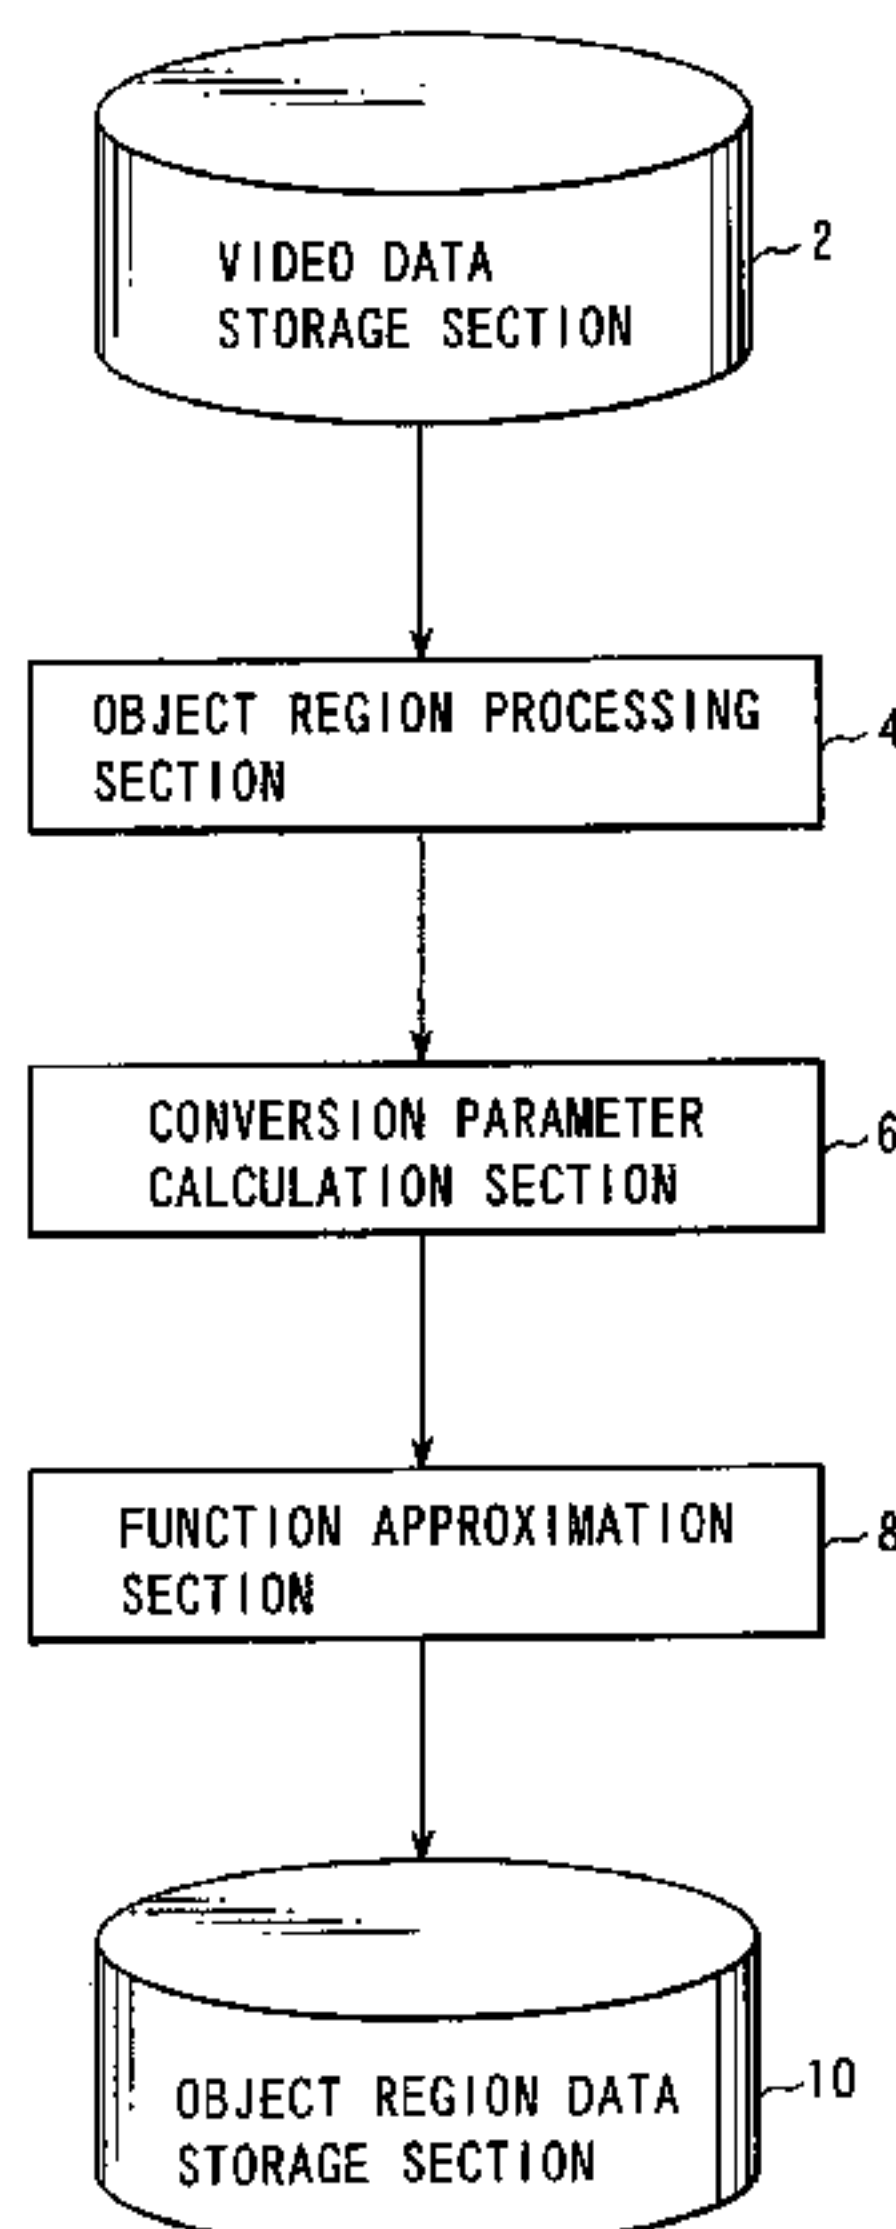 VIDEO DATA
STORAGE SECTION
2
OBJECT REGION PROCESSING
SECTION
4
CONVERSION PARAMETER
CALCULATION SECTION
6
FUNCTION APPROXIMATION
SECTION
8
OBJECT REGION DATA
STORAGE SECTION
10